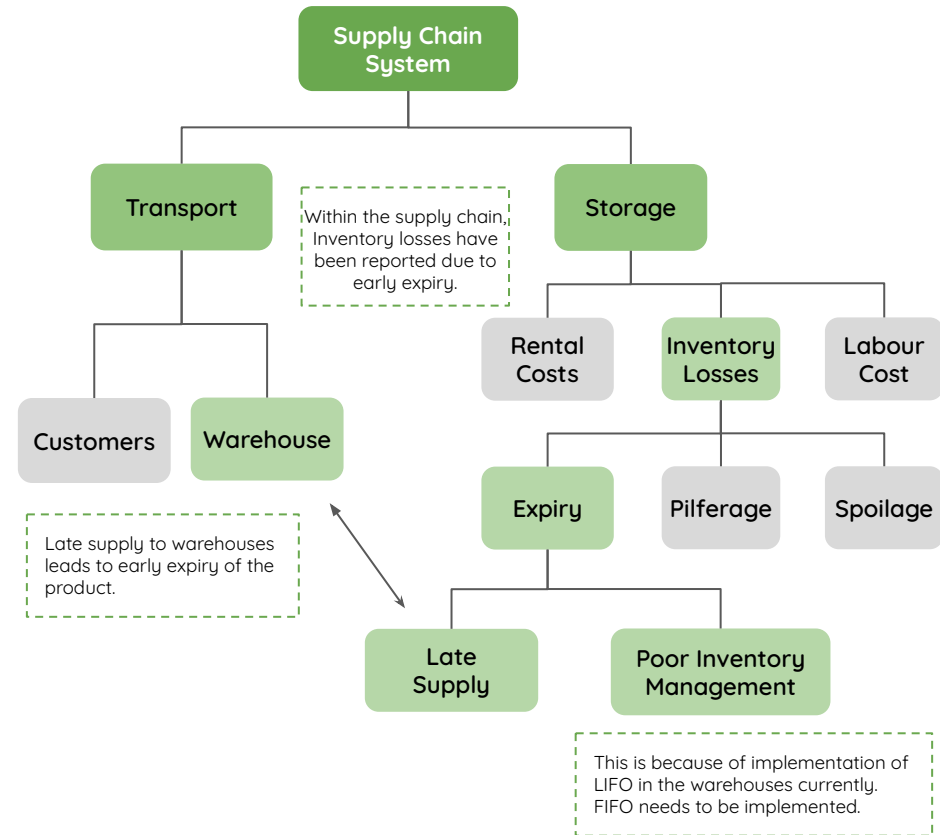 Supply Chain
System
Transport
Within the supply chain,
Inventory losses have
been reported due to
early expiry.
Storage
Rental
Costs
Inventory
Losses
Labour
Cost
Customers
Warehouse
Expiry
Pilferage
Spoilage
Late supply to warehouses
leads to early expiry of the
product.
Late
Supply
Poor Inventory
Management
This is because of implementation of
LIFO in the warehouses currently.
FIFO needs to be implemented.